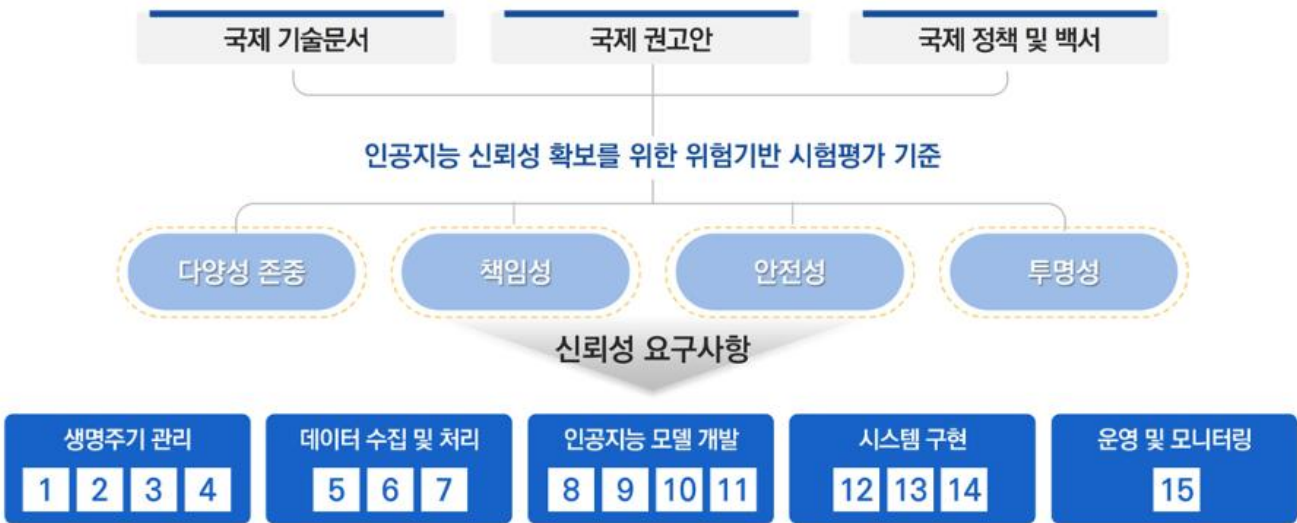 국제 기술문서
국제 권고안
국제 정책 및 백서
인공지능 신뢰성 확보를 위한 위험기반 시험평가 기준
다양성 존중
책임성
안전성
투명성
신뢰성 요구사항
생명주기 관리
1 2 3 4
데이터 수집 및 처리
5 6 7
인공지능 모델 개발
8 9 10 11
시스템 구현
12 13 14
운영 및 모니터링
15